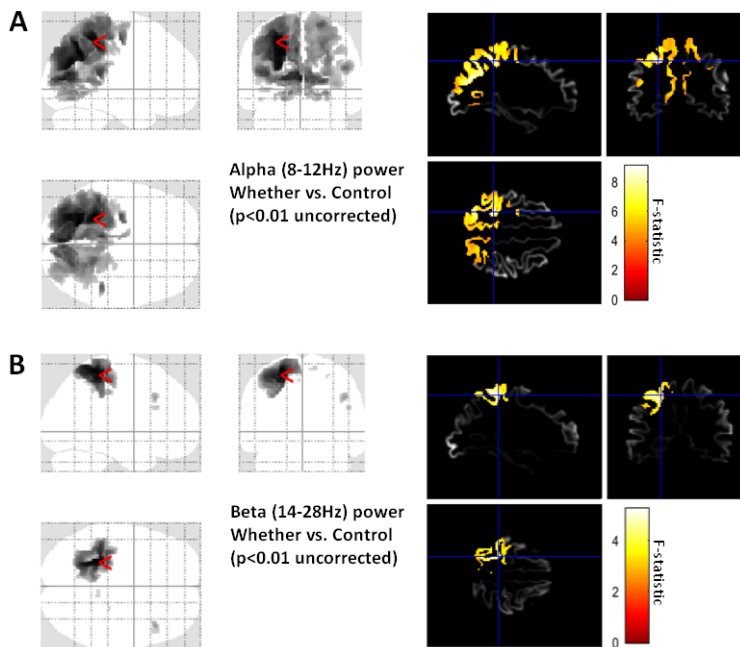 A
Alpha (8-12Hz) power
Whether vs. Control
(p<0.01 uncorrected)
8
6
4
2
0
F-statistic
B
Beta (14-28Hz) power
Whether vs. Control
(p<0.01 uncorrected)
4
2
0
F-statistic